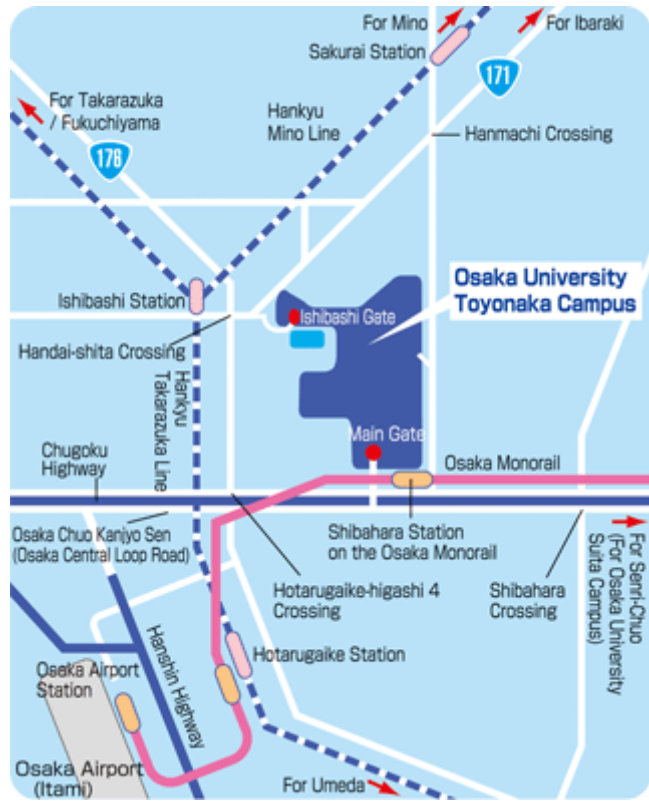 For Mino
For Ibaraki
Sakurai Station
171
For Takarazuka
/ Fukuchiyama
Hankyu
Mino Line
176
Hanmachi Crossing
Osaka University
Toyonaka Campus
Ishibashi Station
Ishibashi Gate
Handai-shita Crossing
Hankyu
Takarazuka Line
Main Gate
Chugoku
Highway
Osaka Monorail
Osaka Chuo Kanjyo Sen
(Osaka Central Loop Road)
Shibahara Station
on the Osaka Monorail
For Senri-Chuo
(For Osaka University
Suita Campus)
Hotarugaike-higashi 4
Crossing
Shibahara
Crossing
Hanshin Highway
Hotarugaike Station
Osaka Airport
Station
Osaka Airport
(Itami)
For Umeda